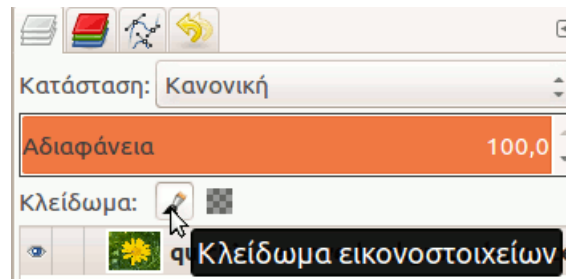 Κατάσταση: Κανονική
Αδιαφάνεια 100,0
Κλείδωμα:
Κλείδωμα εικονοστοιχείων